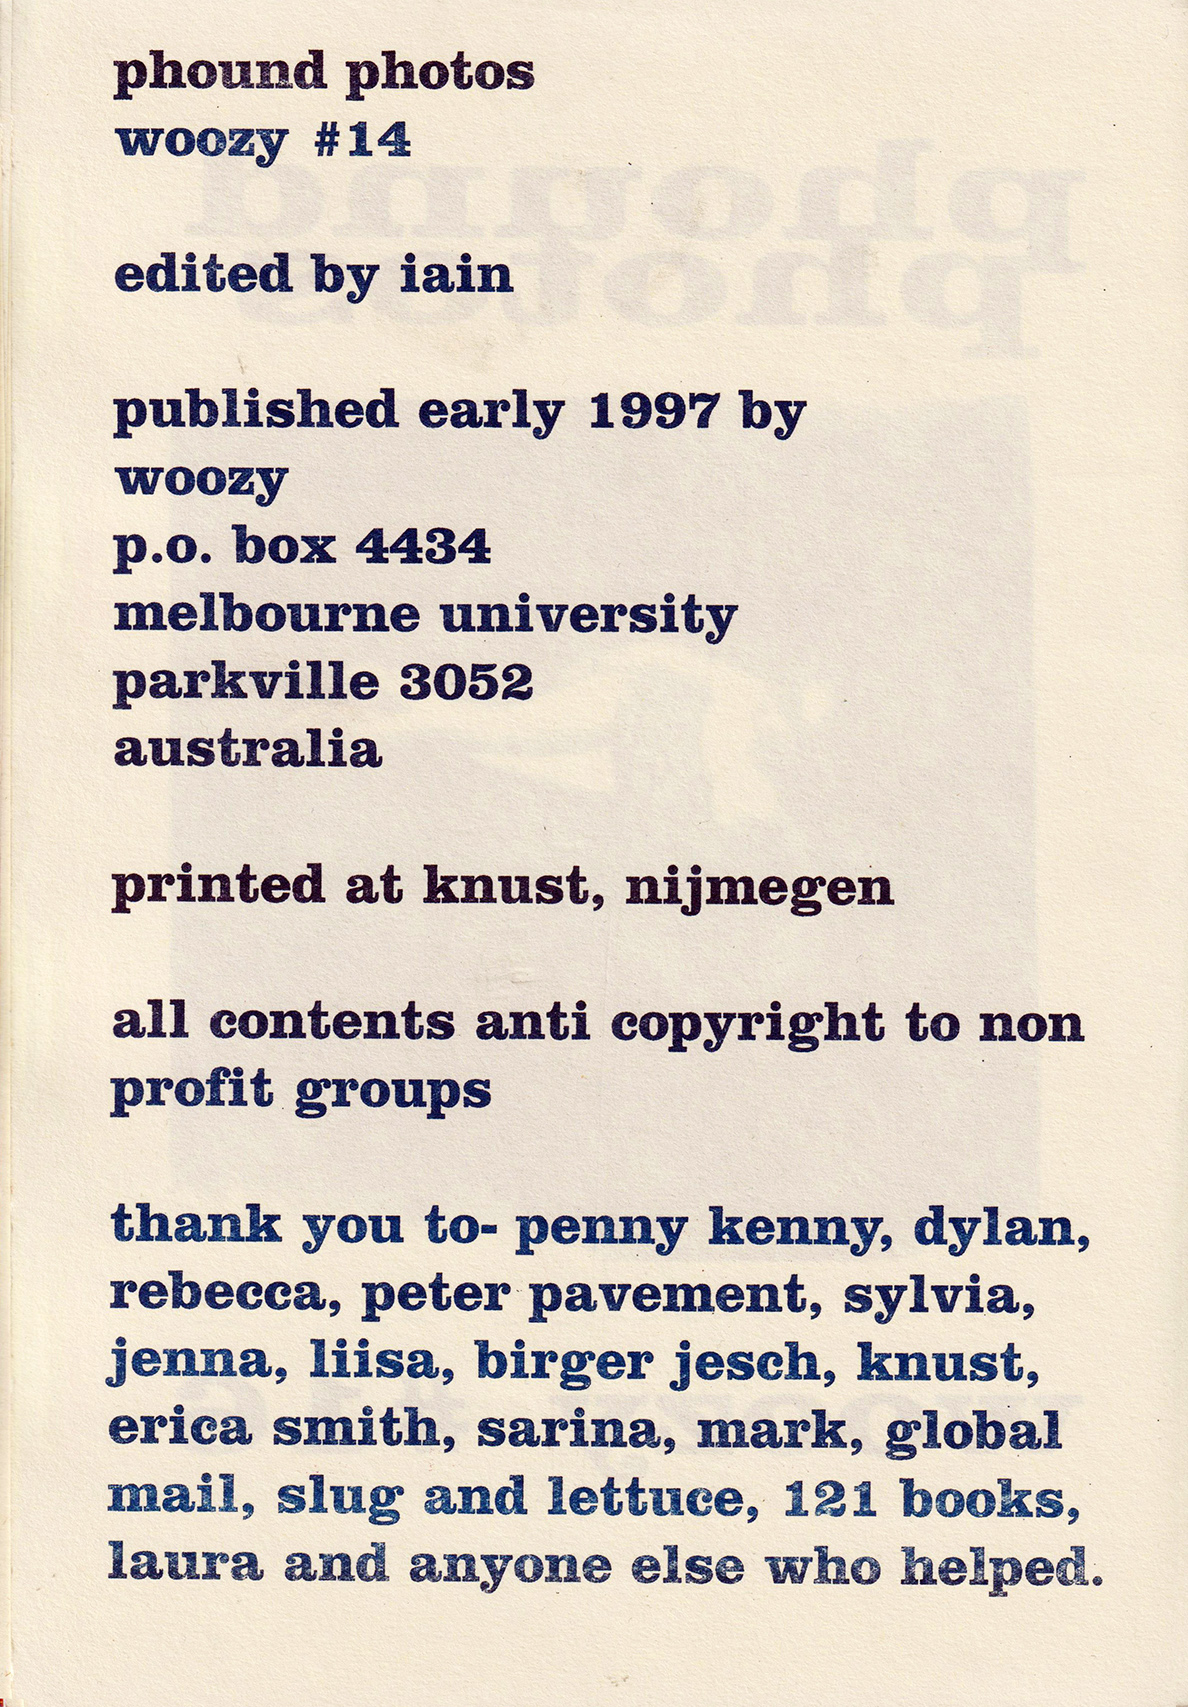 phound photos
woozy #14
edited by iain
published early 1997 by
woozy
p.o. box 4434
melbourne university
parkville 3052
australia
printed at knust, nijmegen
all contents anti copyright to non
profit groups
thank you to- penny kenny, dylan,
rebecca, peter pavement, sylvia,
jenna, liisa, birger jesch, knust,
erica smith, sarina, mark, global
mail, slug and lettuce, 121 books,
laura and anyone else who helped.